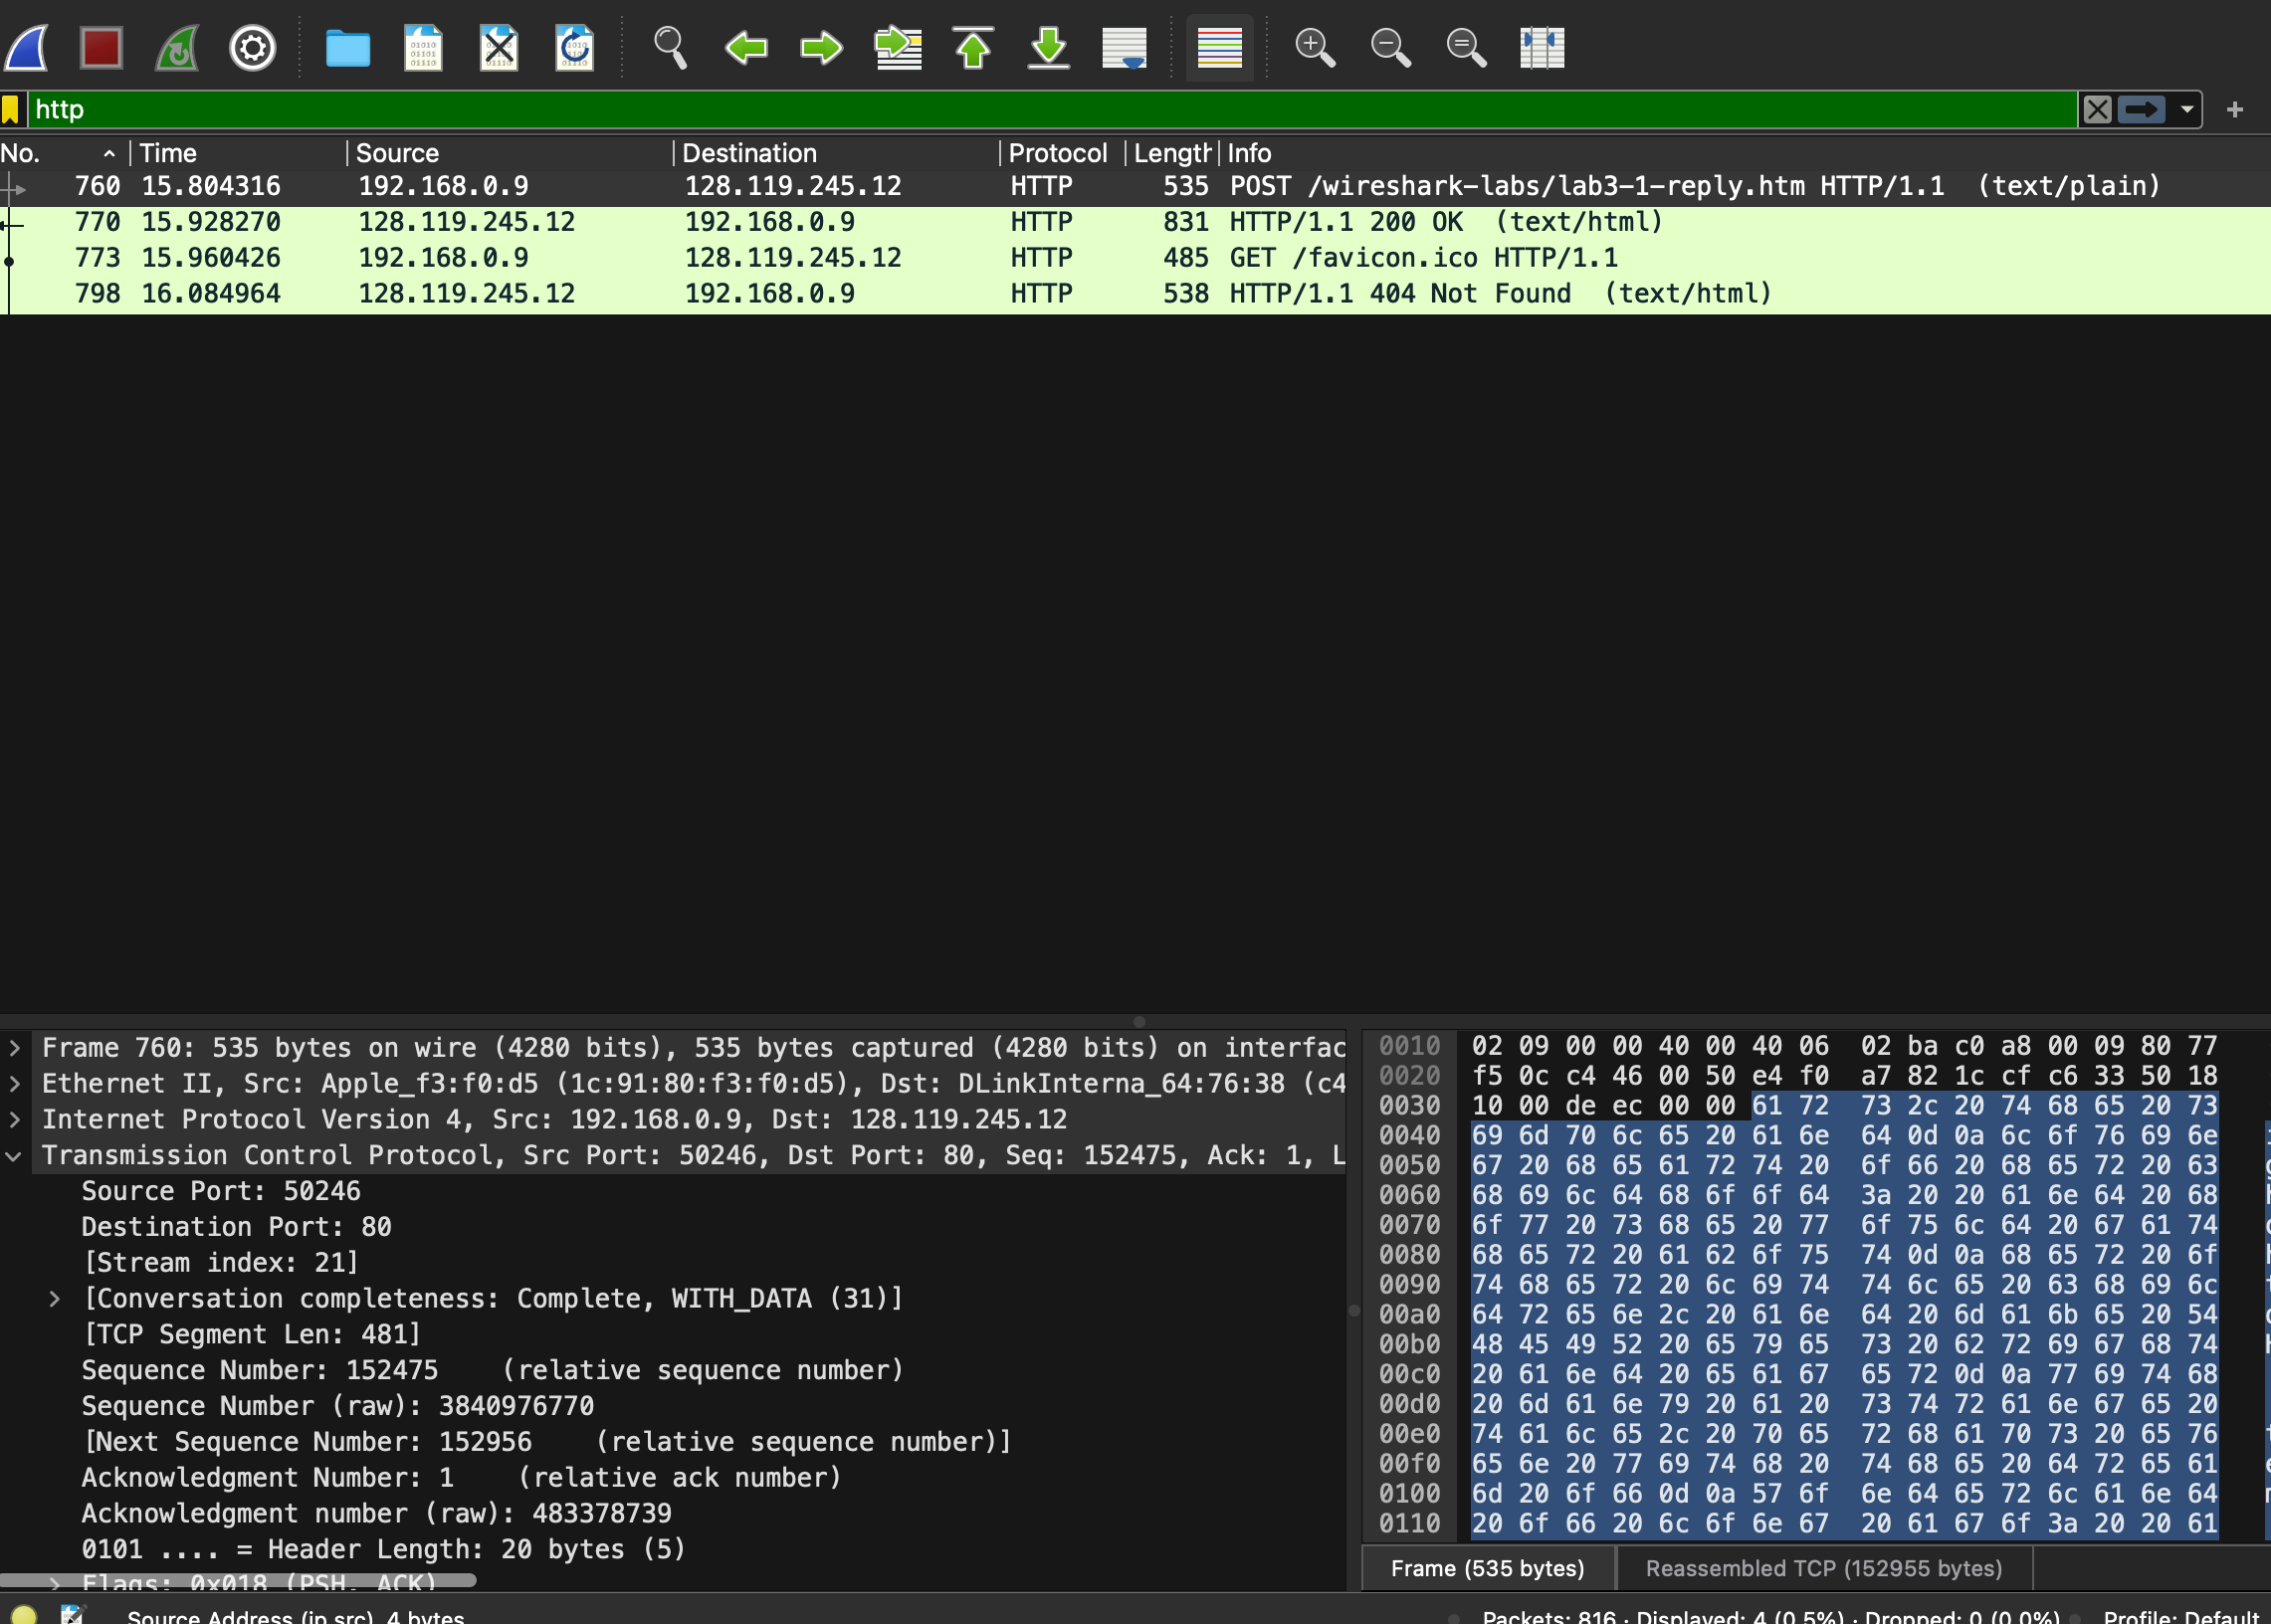 http
No. Time Source Destination Protocol Length Info
760 15.804316 192.168.0.9 128.119.245.12 HTTP 535 POST /wireshark-labs/lab3-1-reply.htm HTTP/1.1 (text/plain)
770 15.928270 128.119.245.12 192.168.0.9 HTTP 831 HTTP/1.1 200 OK (text/html)
773 15.960426 192.168.0.9 128.119.245.12 HTTP 485 GET /favicon.ico HTTP/1.1
798 16.084964 128.119.245.12 192.168.0.9 HTTP 538 HTTP/1.1 404 Not Found (text/html)
Frame 760: 535 bytes on wire (4280 bits), 535 bytes captured (4280 bits) on interfac
Ethernet II, Src: Apple_f3:f0:d5 (1c:91:80:f3:f0:d5), Dst: DLinkInterna_64:76:38 (c4
Internet Protocol Version 4, Src: 192.168.0.9, Dst: 128.119.245.12
Transmission Control Protocol, Src Port: 50246, Dst Port: 80, Seq: 152475, Ack: 1, L
Source Port: 50246
Destination Port: 80
[Stream index: 21]
[Conversation completeness: Complete, WITH_DATA (31)]
[TCP Segment Len: 481]
Sequence Number: 152475 (relative sequence number)
Sequence Number (raw): 3840976770
[Next Sequence Number: 152956 (relative sequence number)]
Acknowledgment Number: 1 (relative ack number)
Acknowledgment number (raw): 483378739
0101 .... = Header Length: 20 bytes (5)
Flags: 0x018 (PSH, ACK)
0010 02 09 00 00 40 00 40 06 02 ba c0 a8 00 09 80 77
0020 f5 0c c4 46 00 50 e4 f0 a7 82 1c cf c6 33 50 18
0030 10 00 de ec 00 00 61 72 73 2c 20 74 68 65 20 73
0040 69 6d 70 6c 65 20 61 6e 64 0d 0a 6c 6f 76 69 6e
0050 67 20 68 65 61 72 74 20 6f 66 20 68 65 72 20 63
0060 68 69 6c 64 68 6f 6f 64 3a 20 20 61 6e 64 20 68
0070 6f 77 20 73 68 65 20 77 6f 75 6c 64 20 67 61 74
0080 68 65 72 20 61 62 6f 75 74 0d 0a 68 65 72 20 6f
0090 74 68 65 72 20 6c 69 74 74 6c 65 20 63 68 69 6c
00a0 64 72 65 6e 2c 20 61 6e 64 20 6d 61 6b 65 20 54
00b0 48 45 49 52 20 65 79 65 73 20 62 72 69 67 68 74
00c0 20 61 6e 64 20 65 61 67 65 72 0d 0a 77 69 74 68
00d0 20 6d 61 6e 79 20 61 20 73 74 72 61 6e 67 65 20
00e0 74 61 6c 65 2c 20 70 65 72 68 61 70 73 20 65 76
00f0 65 6e 20 77 69 74 68 20 74 68 65 20 64 72 65 61
0100 6d 20 6f 66 0d 0a 57 6f 6e 64 65 72 6c 61 6e 64
0110 20 6f 66 20 6c 6f 6e 67 20 61 67 6f 3a 20 20 61
Frame (535 bytes) Reassembled TCP (152955 bytes)
Source Address (ip.src), 4 bytes Packets: 816 · Displayed: 4 (0.5%) · Dropped: 0 (0.0%) Profile: Default